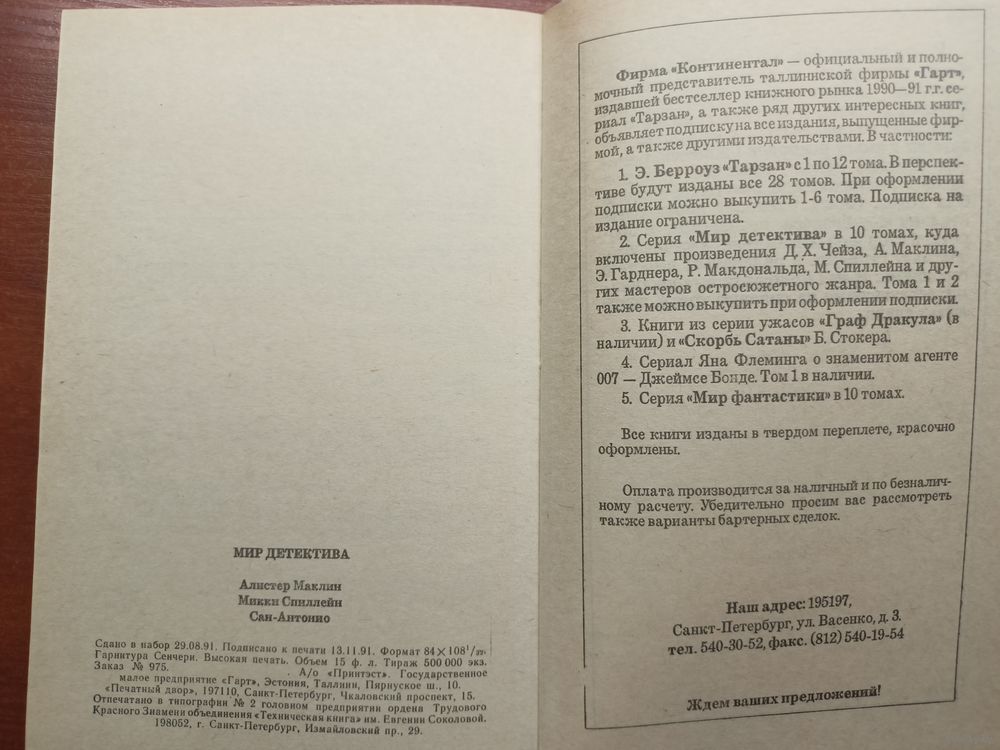 МИР ДЕТЕКТИВА
Алистер Маклин
Микки Спиллейн
Сан-Антонио
Сдано в набор 29.08.91. Подписано к печати 13.11.91. Формат 84×108¹/₃₂.
Гарнитура Сенчери. Высокая печать. Объем 15 ф. л. Тираж 500 000 экз.
Заказ № 975.
А/о «Принтэст». Государственное
малое предприятие «Гарт», Эстония, Таллинн, Пярнуское ш., 10.
«Печатный двор», 197110, Санкт-Петербург, Чкаловский проспект, 15.
Отпечатано в типографии № 2 головном предприятии ордена Трудового
Красного Знамени объединения «Техническая книга» им. Евгении Соколовой.
198052, г. Санкт-Петербург, Измайловский пр., 29.
Фирма «Континентал» — официальный и полно-
мочный представитель таллиннской фирмы «Гарт»,
издавшей бестселлер книжного рынка 1990—91 г.г. се-
риал «Тарзан», а также ряд других интересных книг,
объявляет подписку на все издания, выпущенные фир-
мой, а также другими издательствами. В частности:
1. Э. Берроуз «Тарзан» с 1 по 12 тома. В перспек-
тиве будут изданы все 28 томов. При оформлении
подписки можно выкупить 1-6 тома. Подписка на
издание ограничена.
2. Серия «Мир детектива» в 10 томах, куда
включены произведения Д. Х. Чейза, А. Маклина,
Э. Гарднера, Р. Макдональда, М. Спиллейна и дру-
гих мастеров остросюжетного жанра. Тома 1 и 2
также можно выкупить при оформлении подписки.
3. Книги из серии ужасов «Граф Дракула» (в
наличии) и «Скорбь Сатаны» Б. Стокера.
4. Сериал Яна Флеминга о знаменитом агенте
007 — Джеймсе Бонде. Том 1 в наличии.
5. Серия «Мир фантастики» в 10 томах.
Все книги изданы в твердом переплете, красочно
оформлены.
Оплата производится за наличный и по безналич-
ному расчету. Убедительно просим вас рассмотреть
также варианты бартерных сделок.
Наш адрес: 195197,
Санкт-Петербург, ул. Васенко, д. 3.
тел. 540-30-52, факс. (812) 540-19-54
Ждем ваших предложений!